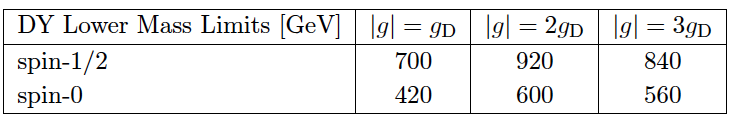 DY Lower Mass Limits [GeV] |g| = gD |g| = 2gD |g| = 3gD
spin-1/2 700 920 840
spin-0 420 600 560